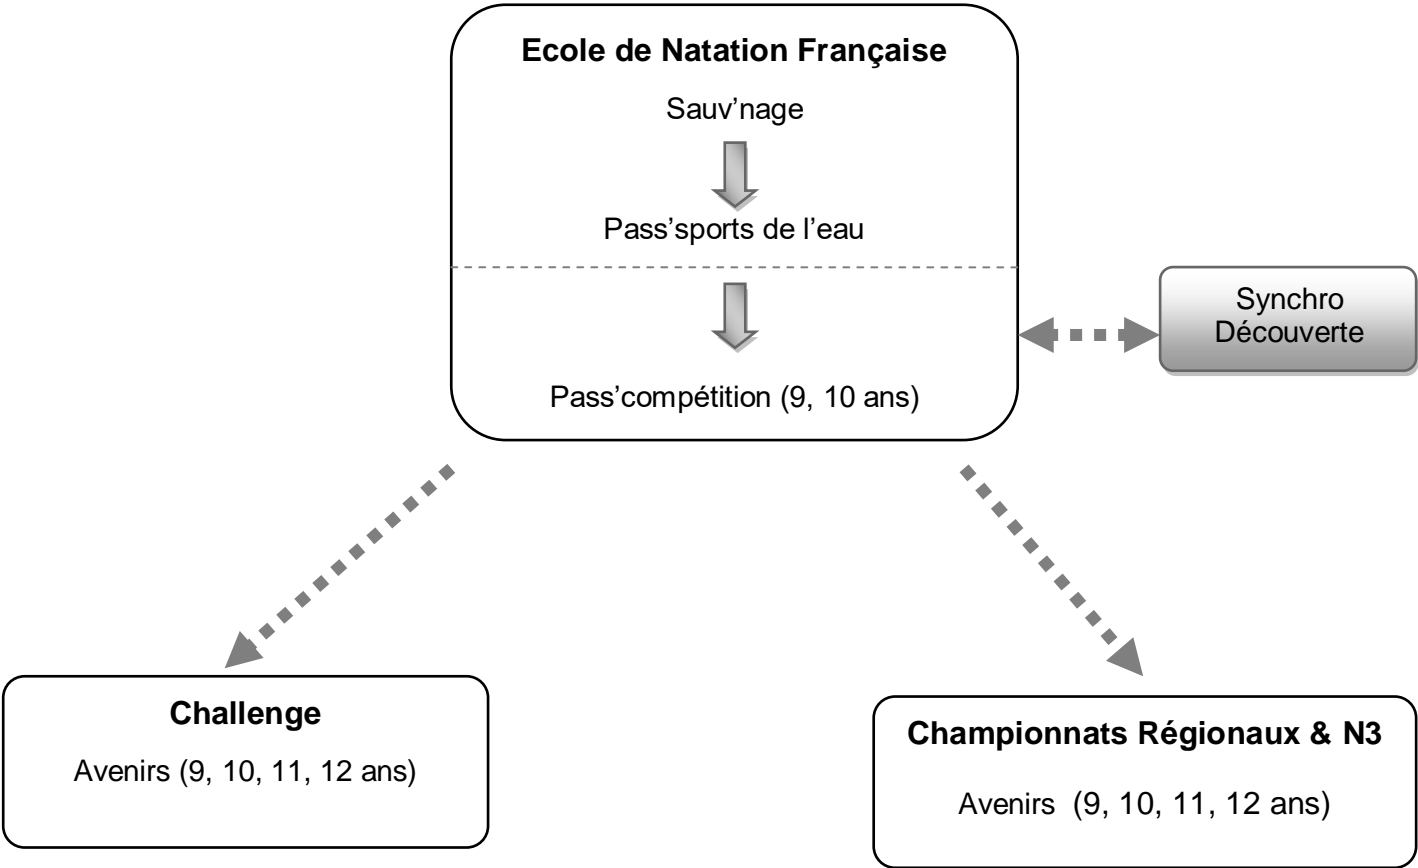 Ecole de Natation Française
Sauv’nage
Pass’sports de l’eau
Pass’compétition (9, 10 ans)
Synchro
Découverte
Challenge
Avenirs (9, 10, 11, 12 ans)
Championnats Régionaux & N3
Avenirs (9, 10, 11, 12 ans)